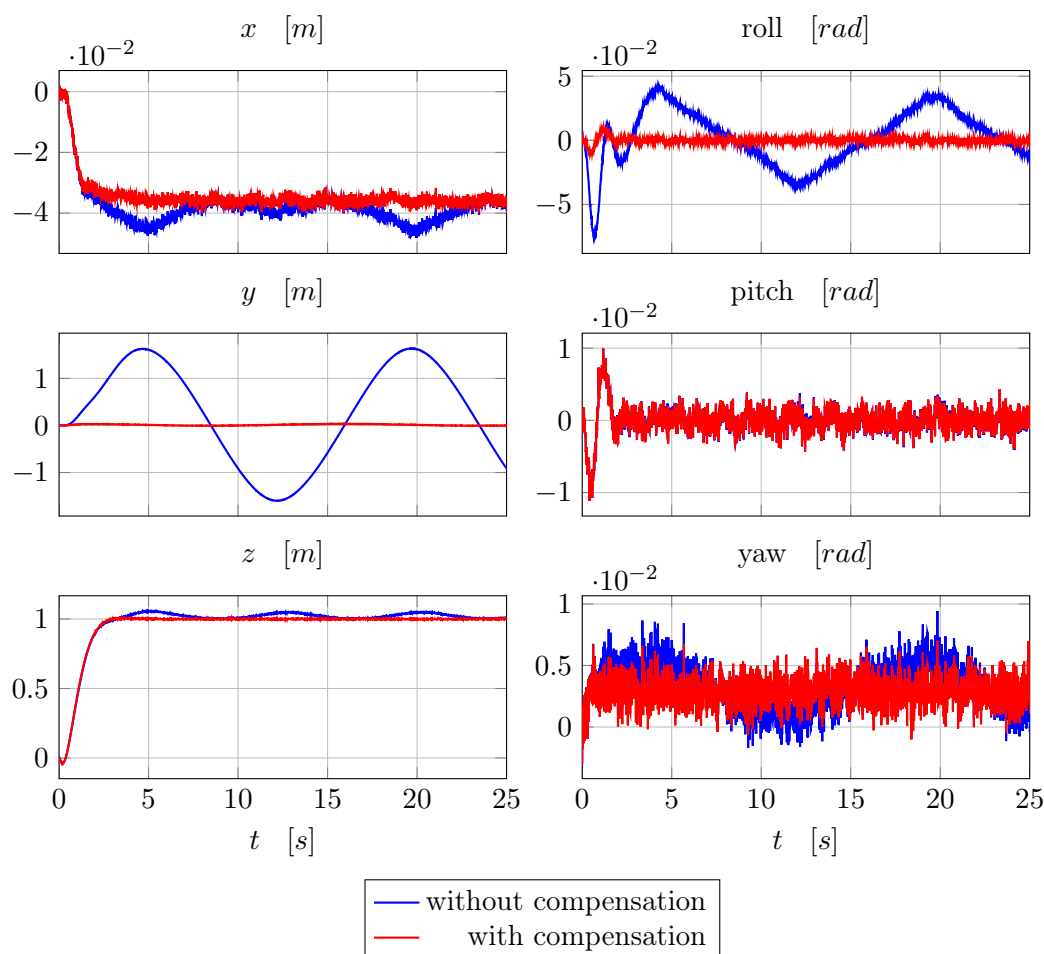 x [m]
·10⁻²
0
−2
−4
roll [rad]
·10⁻²
5
0
−5
y [m]
1
0
−1
pitch [rad]
·10⁻²
1
0
−1
z [m]
1
0.5
0
0 5 10 15 20 25
t [s]
yaw [rad]
·10⁻²
1
0.5
0
0 5 10 15 20 25
t [s]
without compensation
with compensation